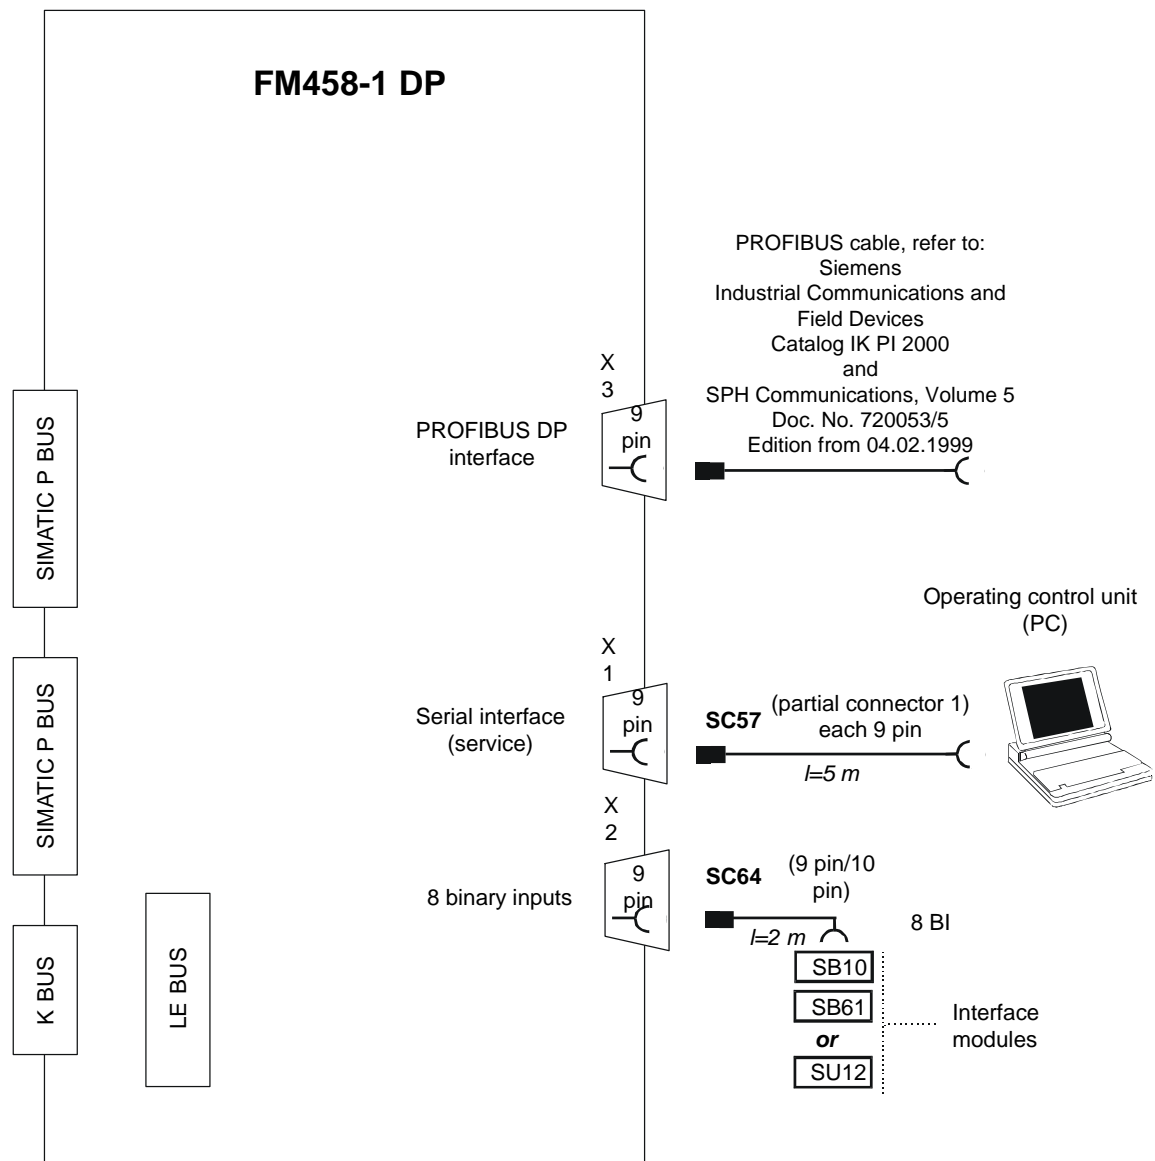 FM458-1 DP
PROFIBUS cable, refer to:
Siemens
Industrial Communications and
Field Devices
Catalog IK PI 2000
and
SPH Communications, Volume 5
Doc. No. 720053/5
Edition from 04.02.1999
X
3
9
pin
PROFIBUS DP
interface
SIMATIC P BUS
Operating control unit
(PC)
X
1
9
pin
Serial interface
(service)
SC57
(partial connector 1)
each 9 pin
l=5 m
SIMATIC P BUS
X
2
9
pin
8 binary inputs
SC64
(9 pin/10
pin)
l=2 m
8 BI
SB10
SB61
or
SU12
Interface
modules
K BUS
LE BUS